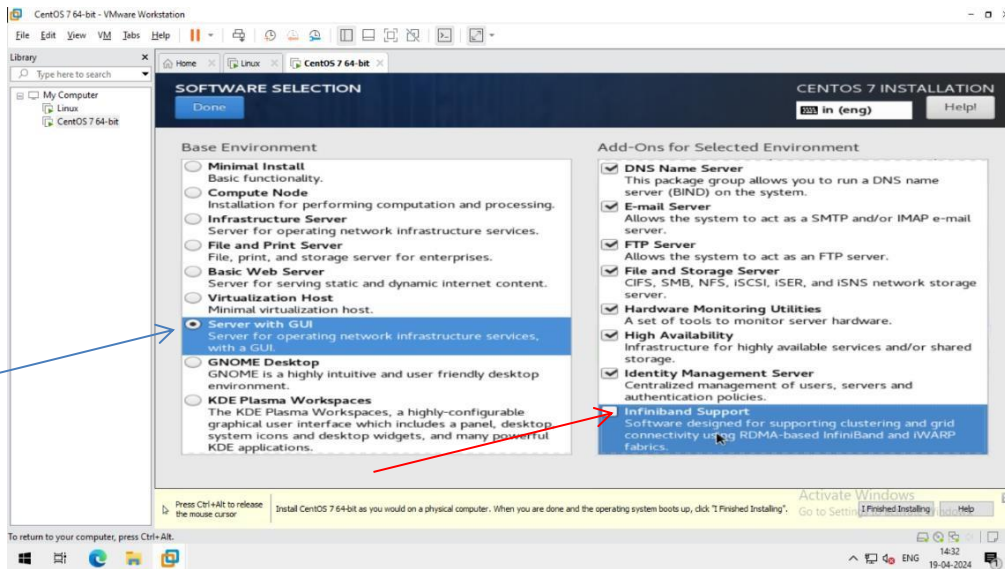 CentOS 7 64-bit - VMware Workstation
File Edit View VM Tabs Help
Library
Type here to search
My Computer
Linux
CentOS 7 64-bit
Home
Linux
CentOS 7 64-bit
SOFTWARE SELECTION
Done
CENTOS 7 INSTALLATION
in (eng)
Help!
Base Environment
Minimal Install
Basic functionality.
Compute Node
Installation for performing computation and processing.
Infrastructure Server
Server for operating network infrastructure services.
File and Print Server
File, print, and storage server for enterprises.
Basic Web Server
Server for serving static and dynamic internet content.
Virtualization Host
Minimal virtualization host.
Server with GUI
Server for operating network infrastructure services,
with a GUI.
GNOME Desktop
GNOME is a highly intuitive and user friendly desktop
environment.
KDE Plasma Workspaces
The KDE Plasma Workspaces, a highly-configurable
graphical user interface which includes a panel, desktop,
system icons and desktop widgets, and many powerful
KDE applications.
Add-Ons for Selected Environment
DNS Name Server
This package group allows you to run a DNS name
server (BIND) on the system.
E-mail Server
Allows the system to act as a SMTP and/or IMAP e-mail
server.
FTP Server
Allows the system to act as an FTP server.
File and Storage Server
CIFS, SMB, NFS, iSCSI, iSER, and iSNS network storage
server.
Hardware Monitoring Utilities
A set of tools to monitor server hardware.
High Availability
Infrastructure for highly available services and/or shared
storage.
Identity Management Server
Centralized management of users, servers and
authentication policies.
Infiniband Support
Software designed for supporting clustering and grid
connectivity using RDMA-based InfiniBand and iWARP
fabrics.
Press Ctrl+Alt to release
the mouse cursor
Install CentOS 7 64-bit as you would on a physical computer. When you are done and the operating system boots up, click "I Finished Installing".
Activate Windows
Go to Settin
I Finished Installing
Help
To return to your computer, press Ctrl+Alt.
ENG
14:32
19-04-2024